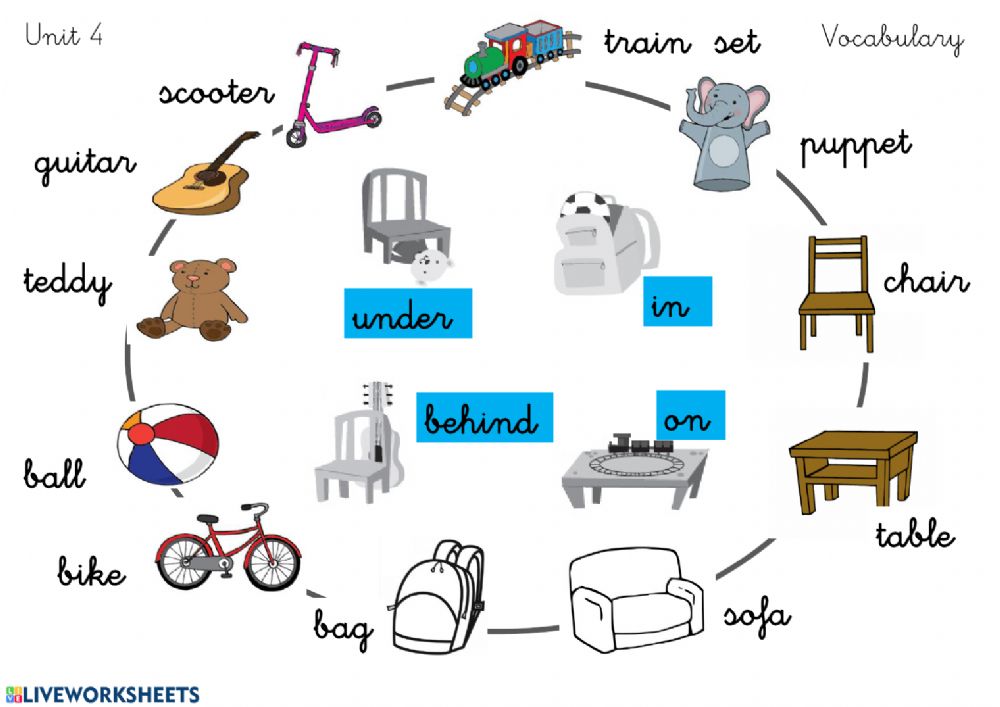 Unit 4
Vocabulary
train set
scooter
puppet
guitar
teddy
chair
under
in
behind
on
ball
table
bike
bag
sofa
LIVE LIVEWORKSHEETS